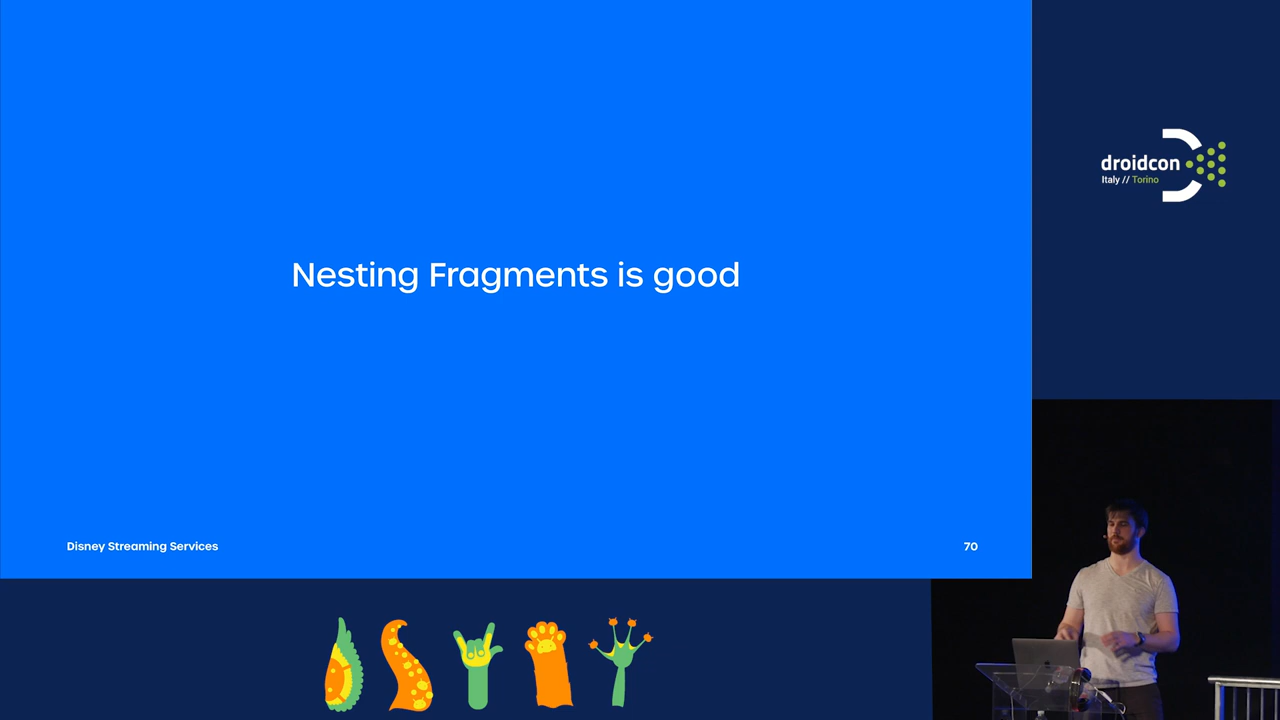 Nesting Fragments is good
Disney Streaming Services
70
droidcon
Italy // Torino